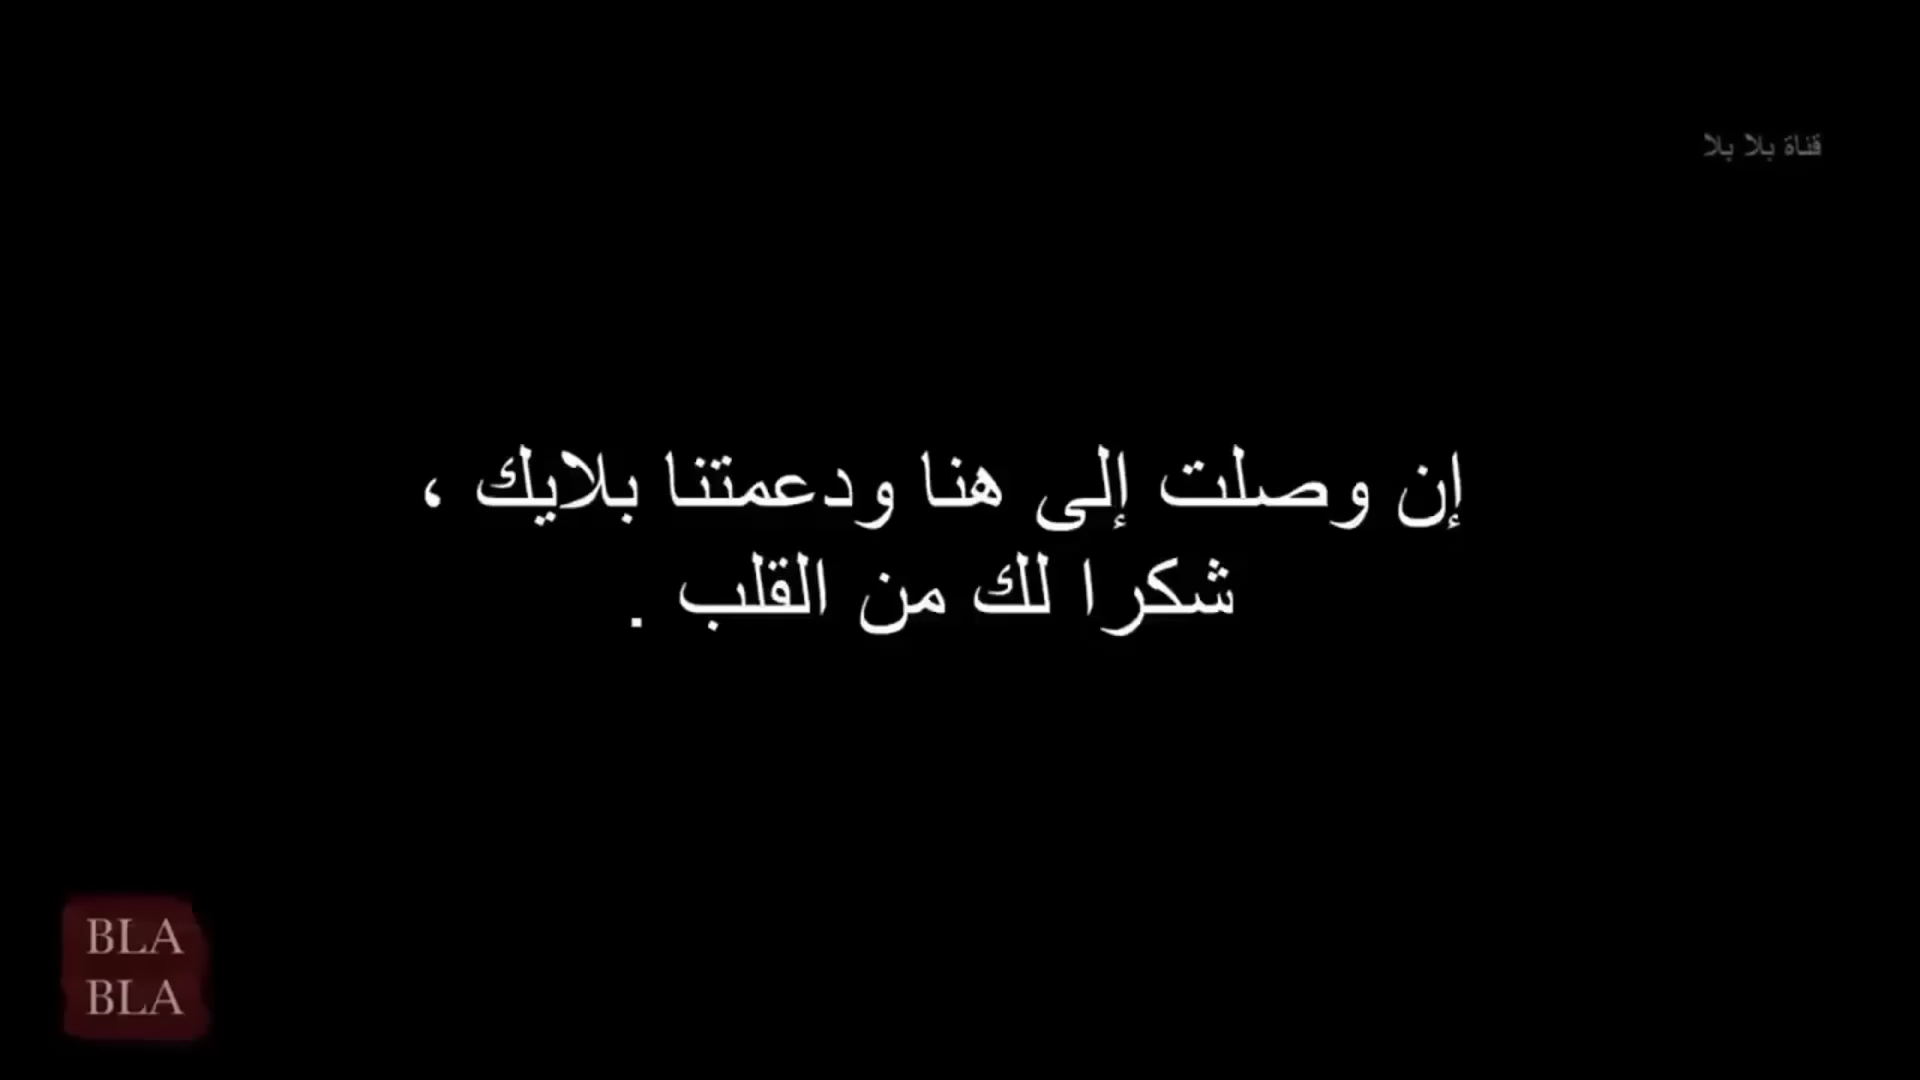 قناة بلا بلا
إن وصلت إلى هنا ودعمتنا بلايك ،
شكرا لك من القلب .
BLA
BLA